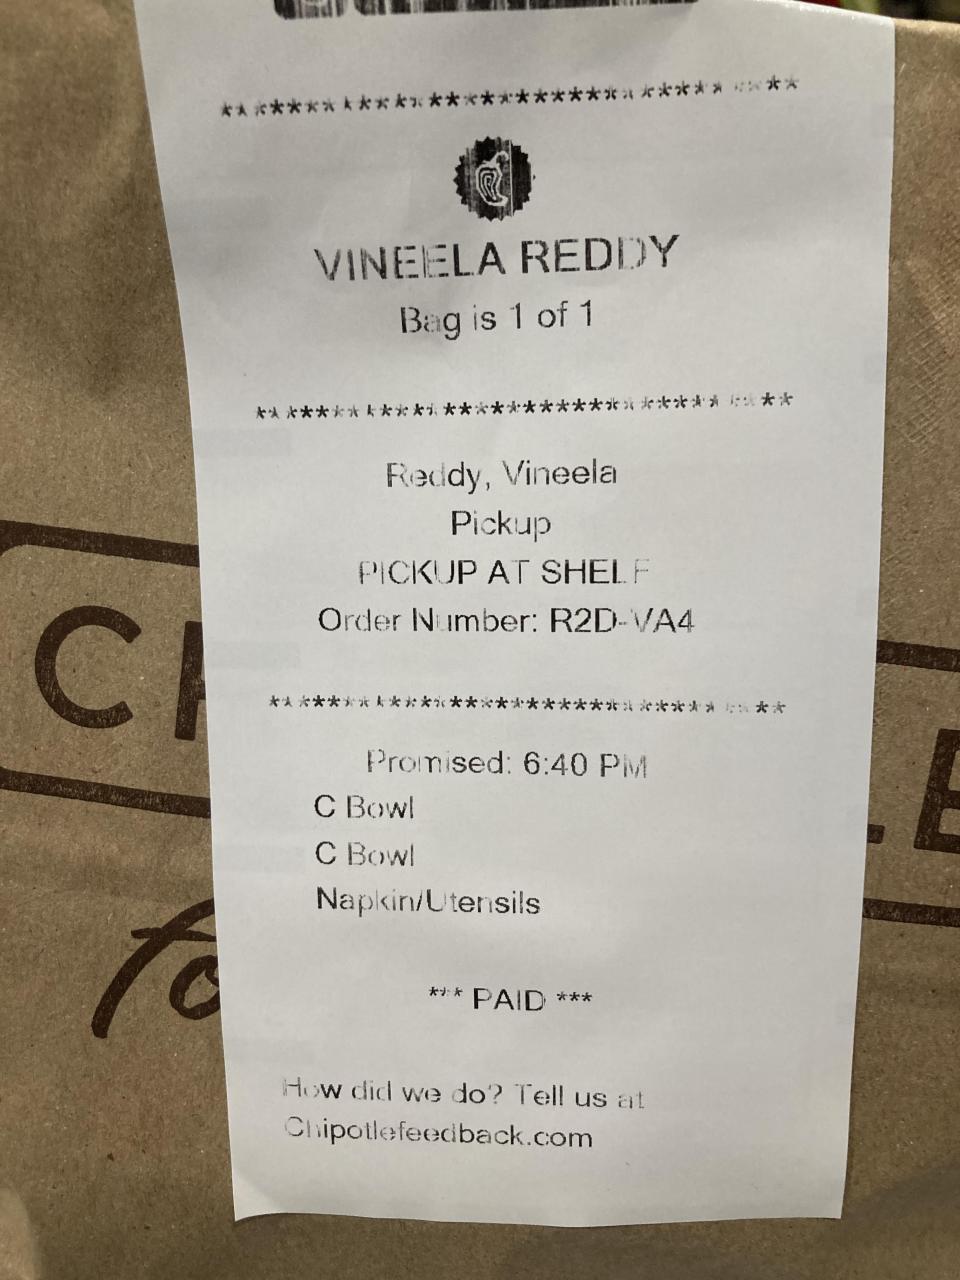 ***************************************
VINEELA REDDY
Bag is 1 of 1
***************************************
Reddy, Vineela
Pickup
PICKUP AT SHELF
Order Number: R2D-VA4
***************************************
Promised: 6:40 PM
C Bowl
C Bowl
Napkin/Utensils
*** PAID ***
How did we do? Tell us at
Chipotlefeedback.com